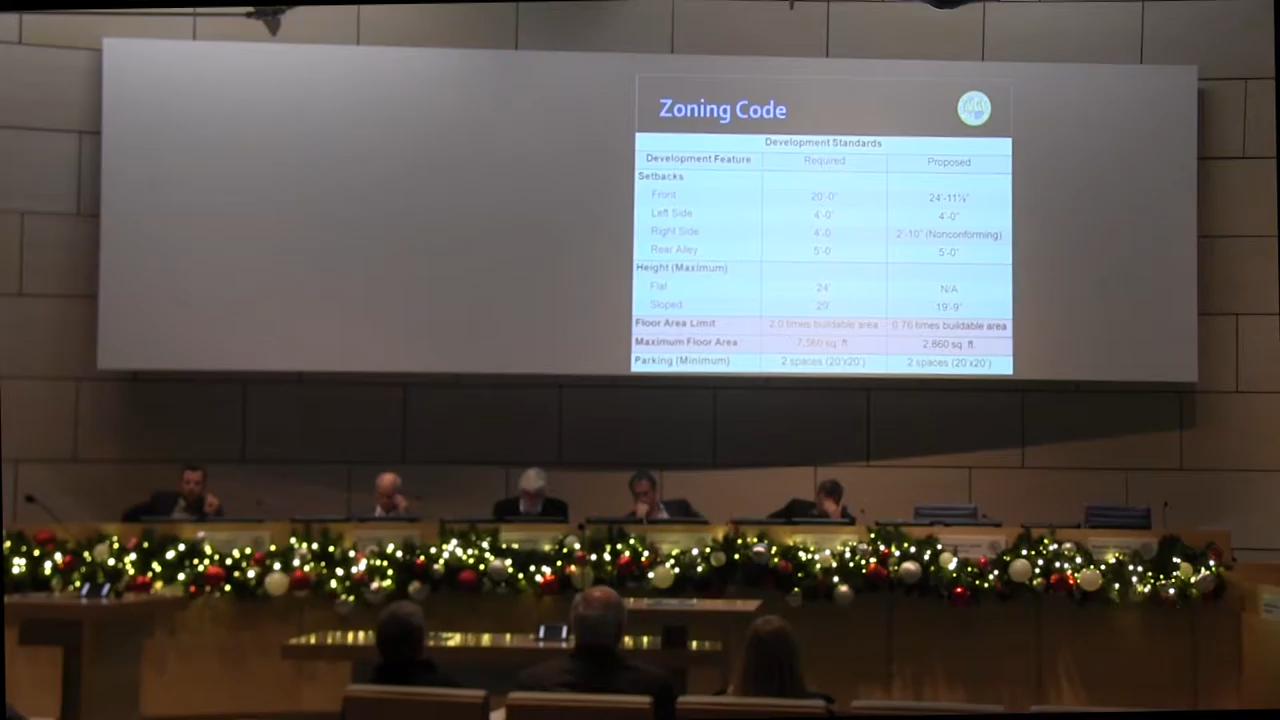 Zoning Code
Development Standards
Development Feature Required Proposed
Setbacks
Front 20'-0" 24'-11½"
Left Side 4'-0" 4'-0"
Right Side 4'-0 2'-10" (Nonconforming)
Rear Alley 5'-0 5'-0"
Height (Maximum)
Flat 24' N/A
Sloped 29' 19'-9"
Floor Area Limit 2.0 times buildable area 0.76 times buildable area
Maximum Floor Area 7,560 sq. ft. 2,860 sq. ft.
Parking (Minimum) 2 spaces (20'x20') 2 spaces (20'x20')